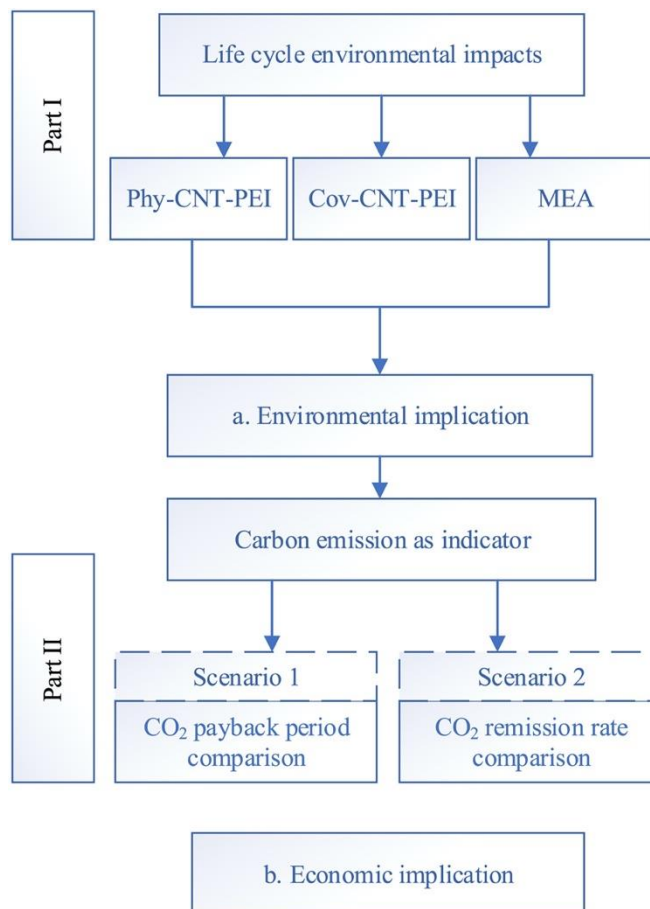 Part I
Life cycle environmental impacts
Phy-CNT-PEI
Cov-CNT-PEI
MEA
a. Environmental implication
Carbon emission as indicator
Part II
Scenario 1
CO₂ payback period
comparison
Scenario 2
CO₂ remission rate
comparison
b. Economic implication